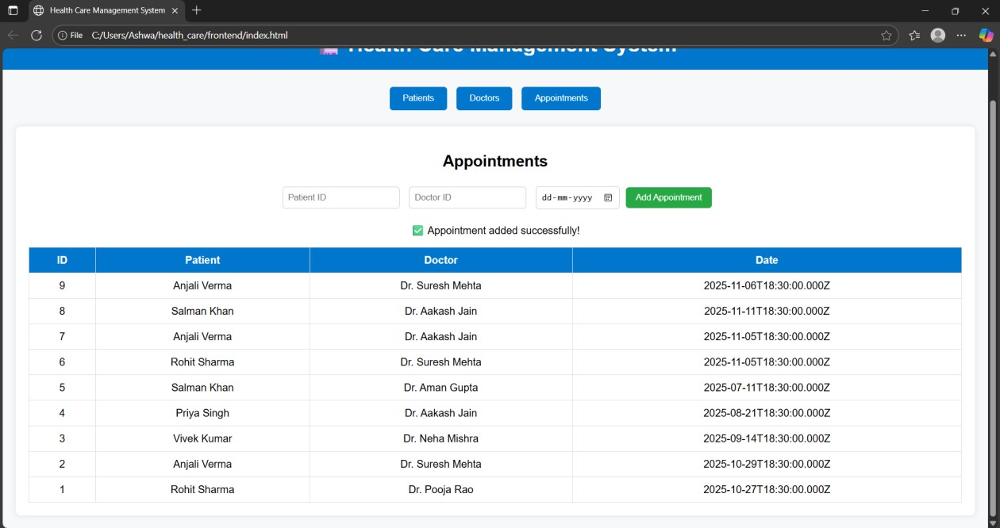 Health Care Management System
File C:/Users/Ashwa/health_care/frontend/index.html
Health Care Management System
Patients Doctors Appointments
Appointments
Patient ID Doctor ID dd-mm-yyyy Add Appointment
✅ Appointment added successfully!
ID Patient Doctor Date
9 Anjali Verma Dr. Suresh Mehta 2025-11-06T18:30:00.000Z
8 Salman Khan Dr. Aakash Jain 2025-11-11T18:30:00.000Z
7 Anjali Verma Dr. Aakash Jain 2025-11-05T18:30:00.000Z
6 Rohit Sharma Dr. Suresh Mehta 2025-11-05T18:30:00.000Z
5 Salman Khan Dr. Aman Gupta 2025-07-11T18:30:00.000Z
4 Priya Singh Dr. Aakash Jain 2025-08-21T18:30:00.000Z
3 Vivek Kumar Dr. Neha Mishra 2025-09-14T18:30:00.000Z
2 Anjali Verma Dr. Suresh Mehta 2025-10-29T18:30:00.000Z
1 Rohit Sharma Dr. Pooja Rao 2025-10-27T18:30:00.000Z